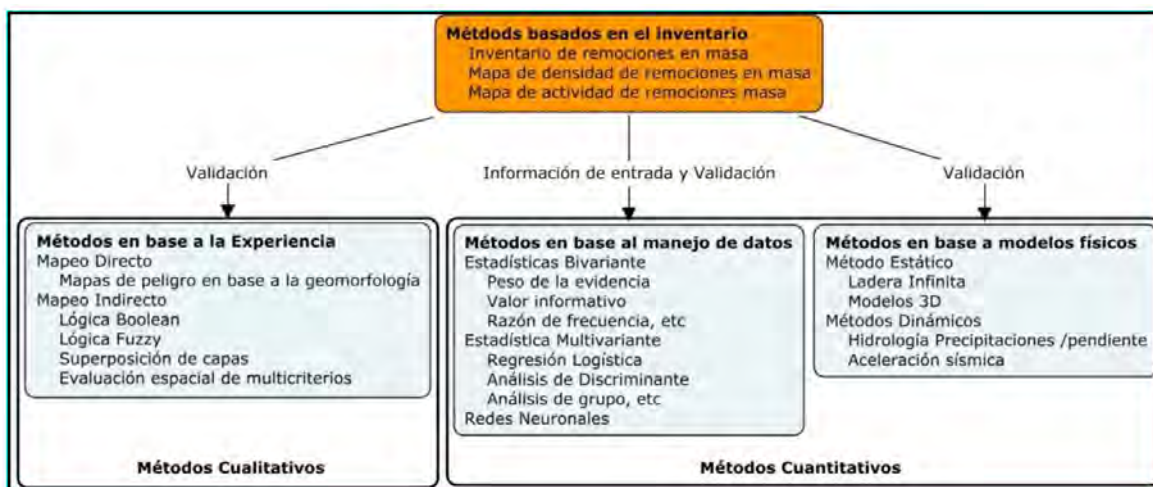 Métdods basados en el inventario
Inventario de remociones en masa
Mapa de densidad de remociones en masa
Mapa de actividad de remociones masa
Validación
Información de entrada y Validación
Validación
Métodos en base a la Experiencia
Mapeo Directo
Mapas de peligro en base a la geomorfología
Mapeo Indirecto
Lógica Boolean
Lógica Fuzzy
Superposición de capas
Evaluación espacial de multicriterios
Métodos Cualitativos
Métodos en base al manejo de datos
Estadísticas Bivariante
Peso de la evidencia
Valor informativo
Razón de frecuencia, etc
Estadística Multivariante
Regresión Logística
Análisis de Discriminante
Análisis de grupo, etc
Redes Neuronales
Métodos en base a modelos físicos
Método Estático
Ladera Infinita
Modelos 3D
Métodos Dinámicos
Hidrología Precipitaciones /pendiente
Aceleración sísmica
Métodos Cuantitativos